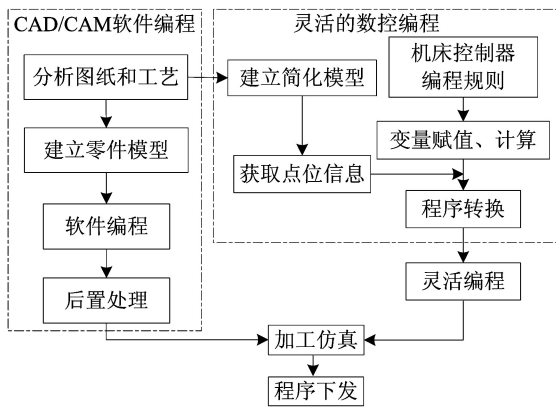 CAD/CAM软件编程
分析图纸和工艺
建立零件模型
软件编程
后置处理
灵活的数控编程
建立简化模型
获取点位信息
机床控制器
编程规则
变量赋值、计算
程序转换
灵活编程
加工仿真
程序下发